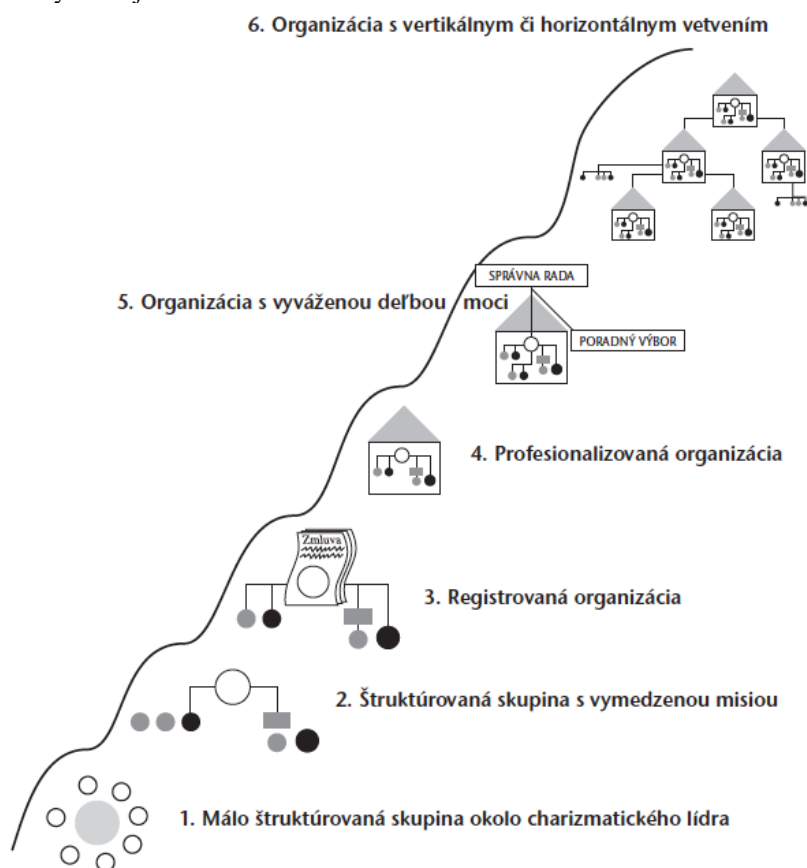 6. Organizácia s vertikálnym či horizontálnym vetvením
SPRÁVNA RADA
5. Organizácia s vyváženou deľbou moci
PORADNÝ VÝBOR
4. Profesionalizovaná organizácia
Zmluva
3. Registrovaná organizácia
2. Štruktúrovaná skupina s vymedzenou misiou
1. Málo štruktúrovaná skupina okolo charizmatického lídra